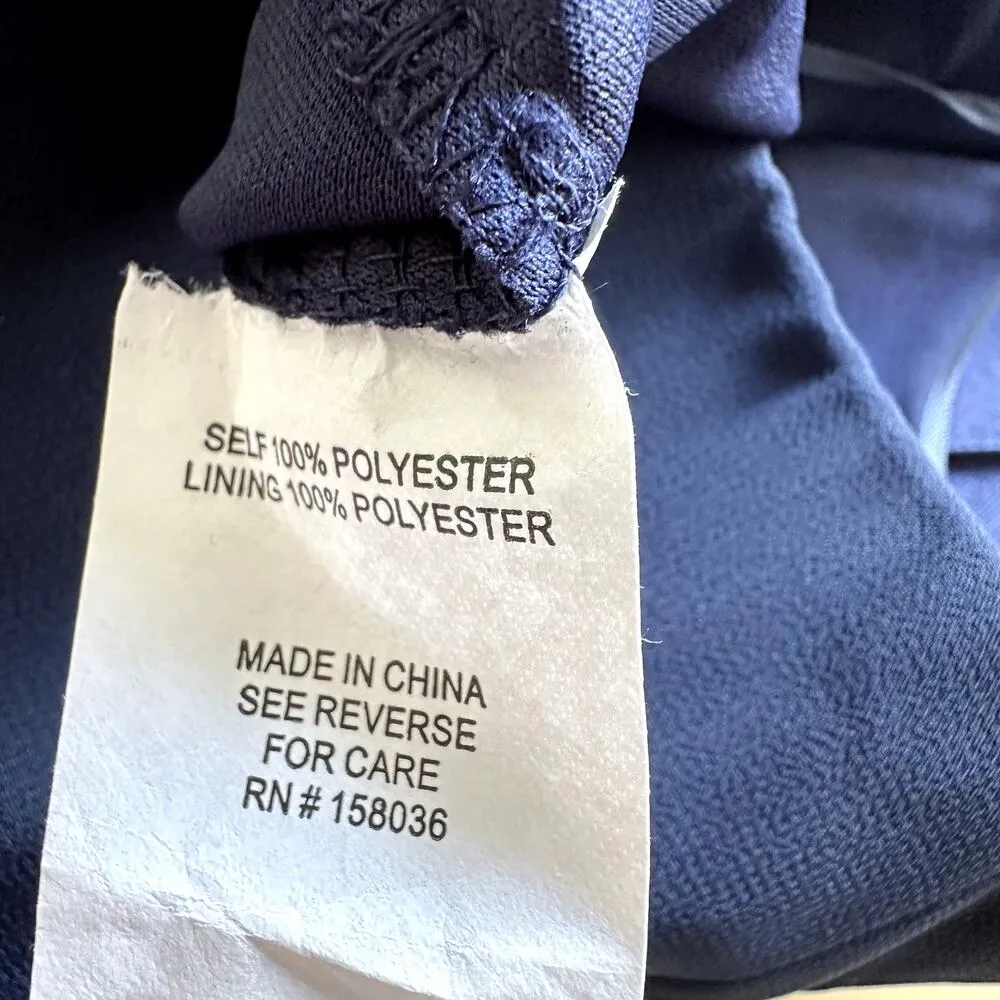 SELF 100% POLYESTER
LINING 100% POLYESTER
MADE IN CHINA
SEE REVERSE
FOR CARE
RN # 158036